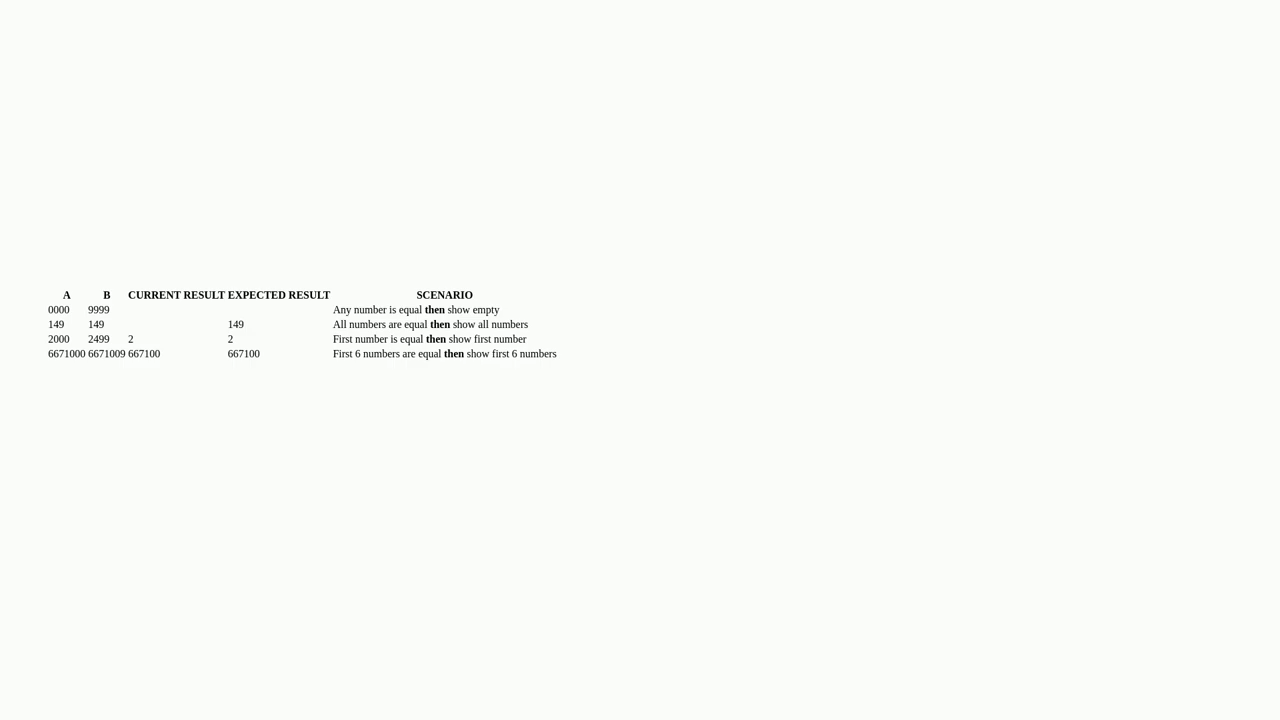 A B CURRENT RESULT EXPECTED RESULT SCENARIO
0000 9999 Any number is equal then show empty
149 149 149 All numbers are equal then show all numbers
2000 2499 2 2 First number is equal then show first number
6671000 6671009 667100 667100 First 6 numbers are equal then show first 6 numbers